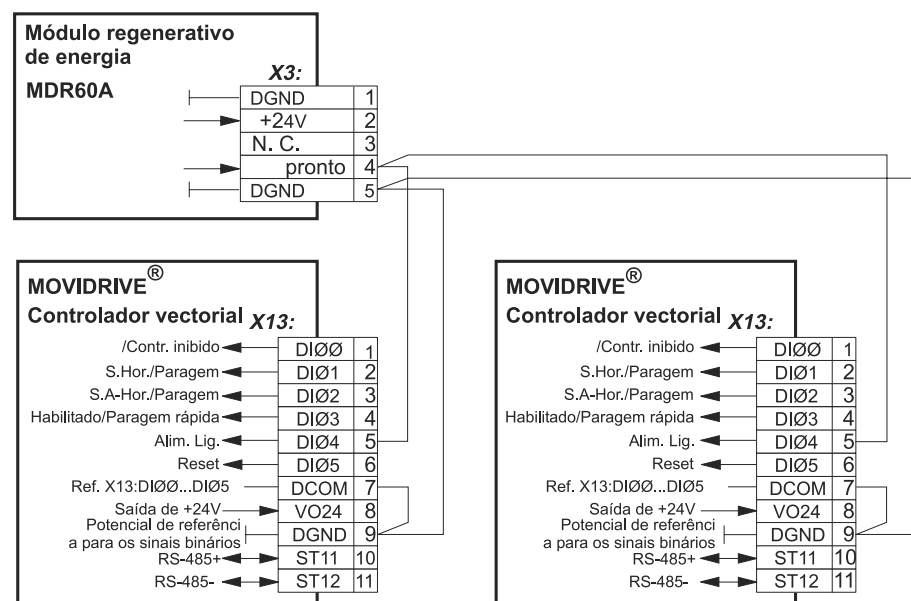 Módulo regenerativo
de energia
MDR60A
X3:
DGND 1
+24V 2
N. C. 3
pronto 4
DGND 5
MOVIDRIVE®
Controlador vectorial X13:
/Contr. inibido DIØØ 1
S.Hor./Paragem DIØ1 2
S.A-Hor./Paragem DIØ2 3
Habilitado/Paragem rápida DIØ3 4
Alim. Lig. DIØ4 5
Reset DIØ5 6
Ref. X13:DIØØ...DIØ5 DCOM 7
Saída de +24V VO24 8
Potencial de referênci
a para os sinais binários DGND 9
RS-485+ ST11 10
RS-485- ST12 11
MOVIDRIVE®
Controlador vectorial X13:
/Contr. inibido DIØØ 1
S.Hor./Paragem DIØ1 2
S.A-Hor./Paragem DIØ2 3
Habilitado/Paragem rápida DIØ3 4
Alim. Lig. DIØ4 5
Reset DIØ5 6
Ref. X13:DIØØ...DIØ5 DCOM 7
Saída de +24V VO24 8
Potencial de referênci
a para os sinais binários DGND 9
RS-485+ ST11 10
RS-485- ST12 11